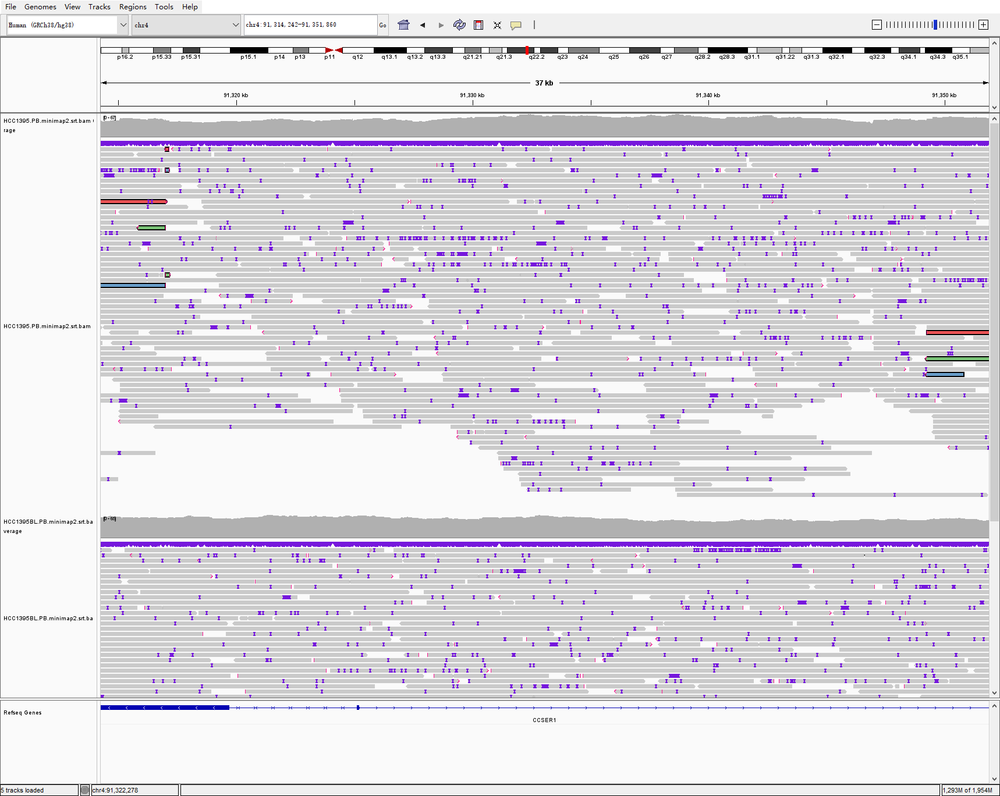 File Genomes View Tracks Regions Tools Help
Human (GRCh38/hg38) chr4 chr4:91,314,242-91,351,860 Go
p16.2 p15.33 p15.31 p15.1 p14 p13 p11 q12 q13.1 q13.2 q13.3 q21.21 q21.3 q22.2 q23 q24 q25 q26 q27 q28.2 q28.3 q31.1 q31.22 q31.3 q32.1 q32.3 q34.1 q34.3 q35.1
37 kb
91,320 kb 91,330 kb 91,340 kb 91,350 kb
HCC1395.PB.minimap2.srt.bam
rage
[0 - 67]
HCC1395.PB.minimap2.srt.bam
HCC1395BL.PB.minimap2.srt.ba
verage
[0 - 65]
HCC1395BL.PB.minimap2.srt.ba
Refseq Genes
CCSER1
5 tracks loaded chr4:91,322,278 1,293M of 1,954M